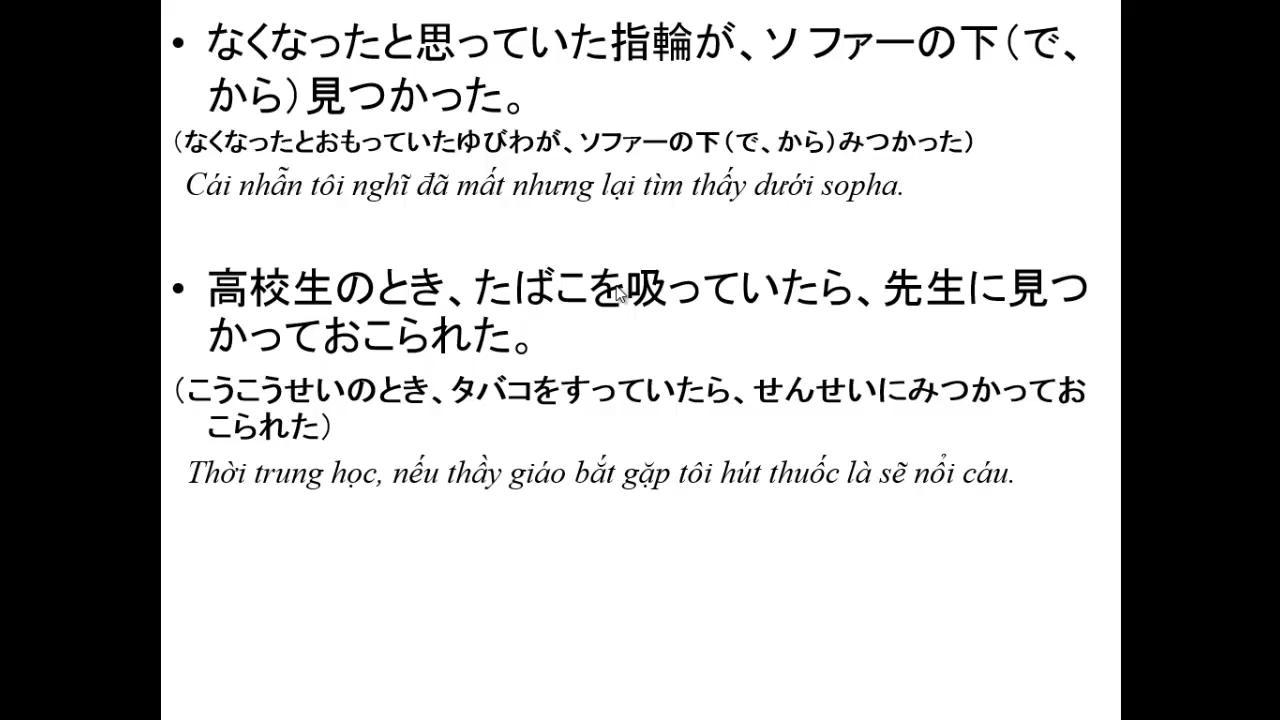 • なくなったと思っていた指輪が、ソファーの下（で、
から）見つかった。
（なくなったとおもっていたゆびわが、ソファーの下（で、から）みつかった）
Cái nhẫn tôi nghĩ đã mất nhưng lại tìm thấy dưới sopha.
• 高校生のとき、たばこを吸っていたら、先生に見つ
かっておこられた。
（こうこうせいのとき、タバコをすっていたら、せんせいにみつかってお
こられた）
Thời trung học, nếu thầy giáo bắt gặp tôi hút thuốc là sẽ nổi cáu.